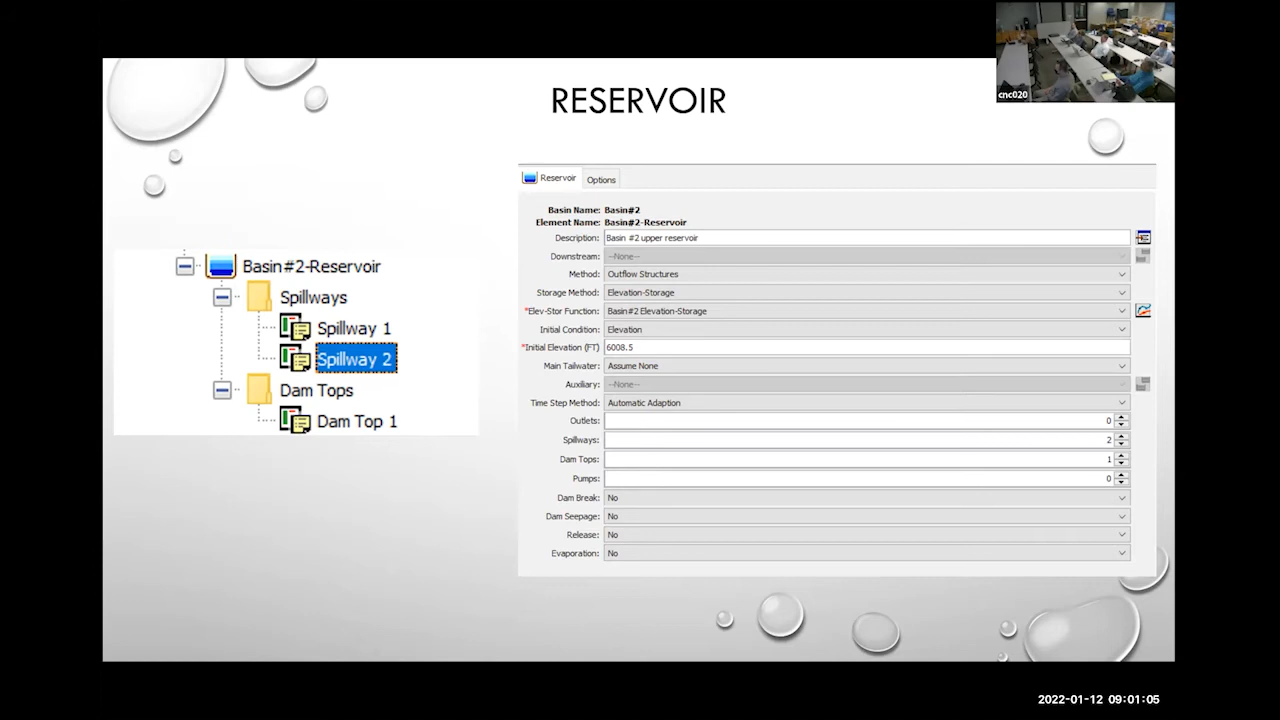 RESERVOIR
cnc020
Basin#2-Reservoir
Spillways
Spillway 1
Spillway 2
Dam Tops
Dam Top 1
Reservoir Options
Basin Name: Basin#2
Element Name: Basin#2-Reservoir
Description: Basin #2 upper reservoir
Downstream: --None--
Method: Outflow Structures
Storage Method: Elevation-Storage
*Elev-Stor Function: Basin#2 Elevation-Storage
Initial Condition: Elevation
*Initial Elevation (FT) 6008.5
Main Tailwater: Assume None
Auxiliary: --None--
Time Step Method: Automatic Adaption
Outlets: 0
Spillways: 2
Dam Tops: 1
Pumps: 0
Dam Break: No
Dam Seepage: No
Release: No
Evaporation: No
2022-01-12 09:01:05